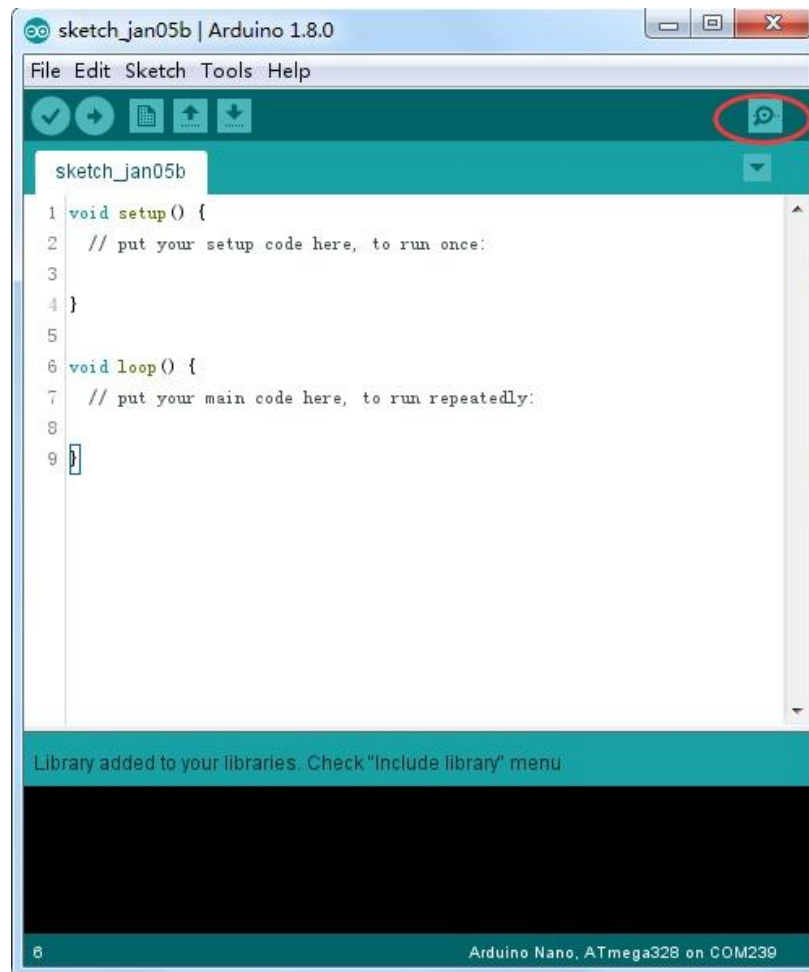 sketch_jan05b | Arduino 1.8.0
File Edit Sketch Tools Help
sketch_jan05b
1 void setup() {
2 // put your setup code here, to run once:
3
4 }
5
6 void loop() {
7 // put your main code here, to run repeatedly:
8
9 }
Library added to your libraries. Check "Include library" menu
6 Arduino Nano, ATmega328 on COM239